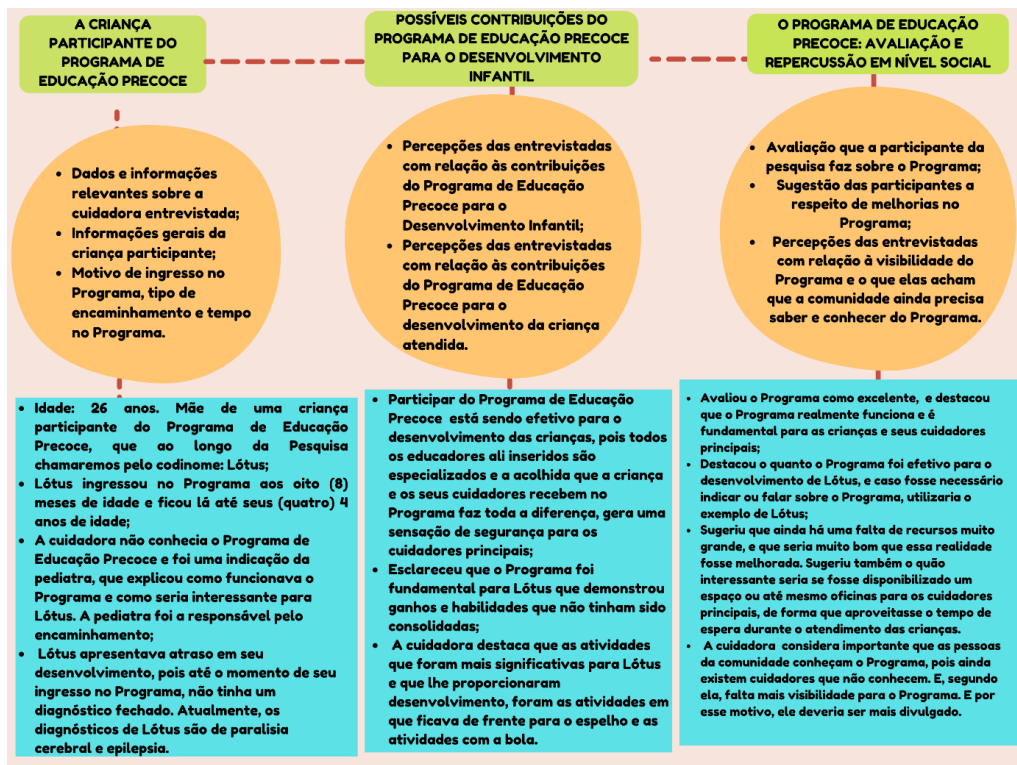 A CRIANÇA
PARTICIPANTE DO
PROGRAMA DE
EDUCAÇÃO PRECOCE
• Dados e informações
relevantes sobre a
cuidadora entrevistada;
• Informações gerais da
criança participante;
• Motivo de ingresso no
Programa, tipo de
encaminhamento e tempo
no Programa.
• Idade: 26 anos. Mãe de uma criança
participante do Programa de Educação
Precoce, que ao longo da Pesquisa
chamaremos pelo codinome: Lótus;
• Lótus ingressou no Programa aos oito (8)
meses de idade e ficou lá até seus (quatro) 4
anos de idade;
• A cuidadora não conhecia o Programa de
Educação Precoce e foi uma indicação da
pediatra, que explicou como funcionava o
Programa e como seria interessante para
Lótus. A pediatra foi a responsável pelo
encaminhamento;
• Lótus apresentava atraso em seu
desenvolvimento, pois até o momento de seu
ingresso no Programa, não tinha um
diagnóstico fechado. Atualmente, os
diagnósticos de Lótus são de paralisia
cerebral e epilepsia.
POSSÍVEIS CONTRIBUIÇÕES DO
PROGRAMA DE EDUCAÇÃO PRECOCE
PARA O DESENVOLVIMENTO
INFANTIL
• Percepções das entrevistadas
com relação às contribuições
do Programa de Educação
Precoce para o
Desenvolvimento Infantil;
• Percepções das entrevistadas
com relação às contribuições
do Programa de Educação
Precoce para o
desenvolvimento da criança
atendida.
• Participar do Programa de Educação
Precoce está sendo efetivo para o
desenvolvimento das crianças, pois todos
os educadores ali inseridos são
especializados e a acolhida que a criança
e os seus cuidadores recebem no
Programa faz toda a diferença, gera uma
sensação de segurança para os
cuidadores principais;
• Esclareceu que o Programa foi
fundamental para Lótus que demonstrou
ganhos e habilidades que não tinham sido
consolidadas;
• A cuidadora destaca que as atividades
que foram mais significativas para Lótus
e que lhe proporcionaram
desenvolvimento, foram as atividades em
que ficava de frente para o espelho e as
atividades com a bola.
O PROGRAMA DE EDUCAÇÃO
PRECOCE: AVALIAÇÃO E
REPERCUSSÃO EM NÍVEL SOCIAL
• Avaliação que a participante da
pesquisa faz sobre o Programa;
• Sugestão das participantes a
respeito de melhorias no
Programa;
• Percepções das entrevistadas
com relação à visibilidade do
Programa e o que elas acham
que a comunidade ainda precisa
saber e conhecer do Programa.
• Avaliou o Programa como excelente, e destacou
que o Programa realmente funciona e é
fundamental para as crianças e seus cuidadores
principais;
• Destacou o quanto o Programa foi efetivo para o
desenvolvimento de Lótus, e caso fosse necessário
indicar ou falar sobre o Programa, utilizaria o
exemplo de Lótus;
• Sugeriu que ainda há uma falta de recursos muito
grande, e que seria muito bom que essa realidade
fosse melhorada. Sugeriu também o quão
interessante seria se fosse disponibilizado um
espaço ou até mesmo oficinas para os cuidadores
principais, de forma que aproveitasse o tempo de
espera durante o atendimento das crianças.
• A cuidadora considera importante que as pessoas
da comunidade conheçam o Programa, pois ainda
existem cuidadores que não conhecem. E, segundo
ela, falta mais visibilidade para o Programa. E por
esse motivo, ele deveria ser mais divulgado.